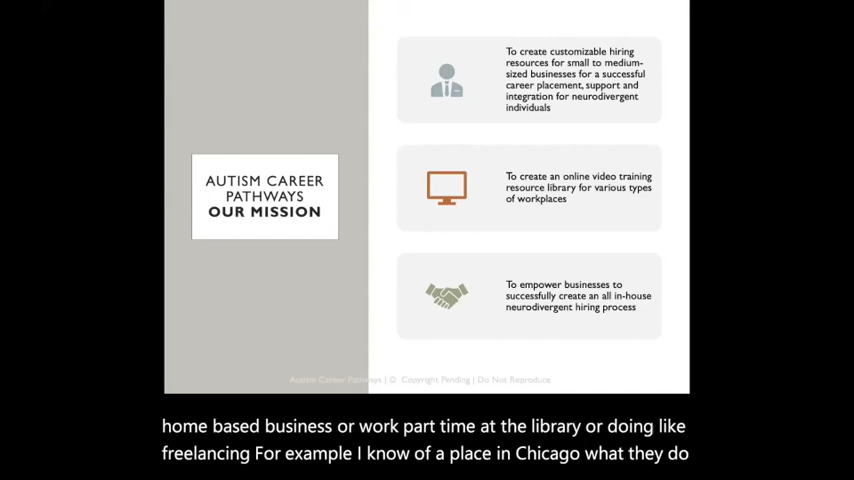 AUTISM CAREER
PATHWAYS
OUR MISSION
To create customizable hiring
resources for small to medium-
sized businesses for a successful
career placement, support and
integration for neurodivergent
individuals
To create an online video training
resource library for various types
of workplaces
To empower businesses to
successfully create an all in-house
neurodivergent hiring process
Autism Career Pathways | © Copyright Pending | Do Not Reproduce
home based business or work part time at the library or doing like
freelancing For example I know of a place in Chicago what they do